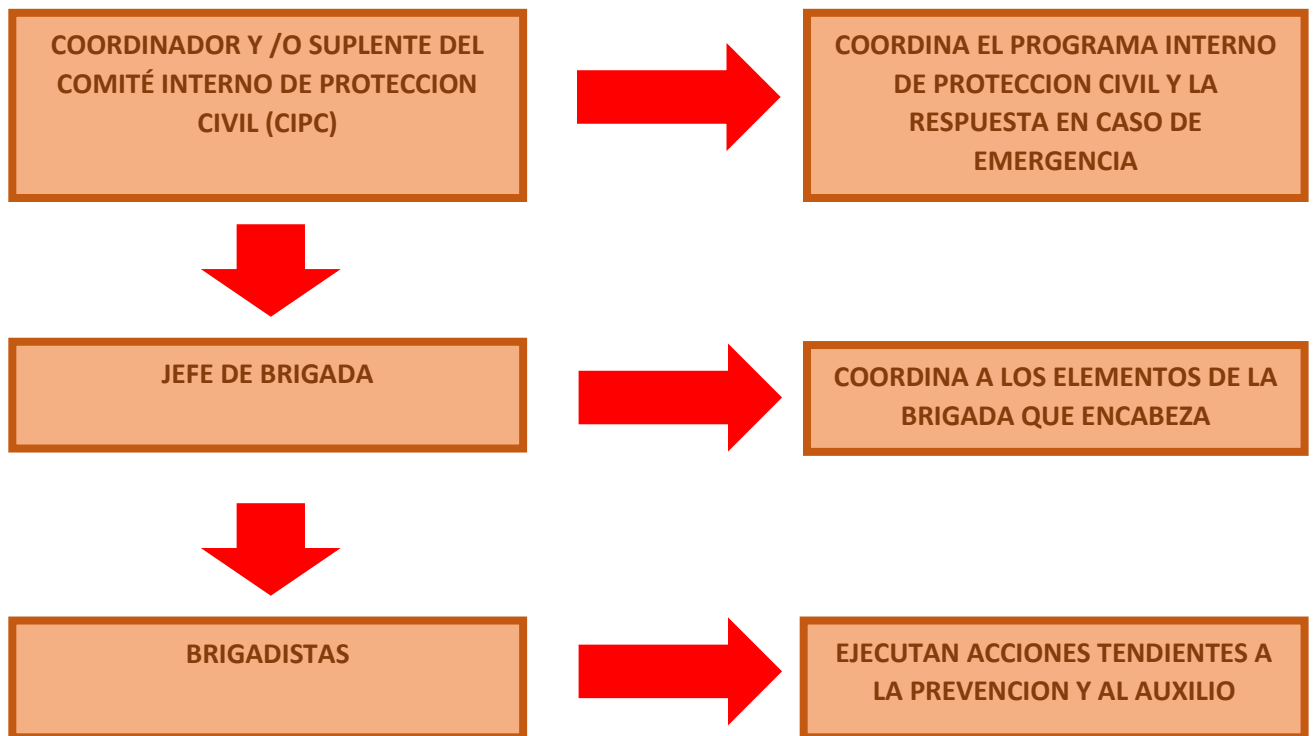 COORDINADOR Y /O SUPLENTE DEL
COMITÉ INTERNO DE PROTECCION
CIVIL (CIPC)
COORDINA EL PROGRAMA INTERNO
DE PROTECCION CIVIL Y LA
RESPUESTA EN CASO DE
EMERGENCIA
JEFE DE BRIGADA
COORDINA A LOS ELEMENTOS DE LA
BRIGADA QUE ENCABEZA
BRIGADISTAS
EJECUTAN ACCIONES TENDIENTES A
LA PREVENCION Y AL AUXILIO